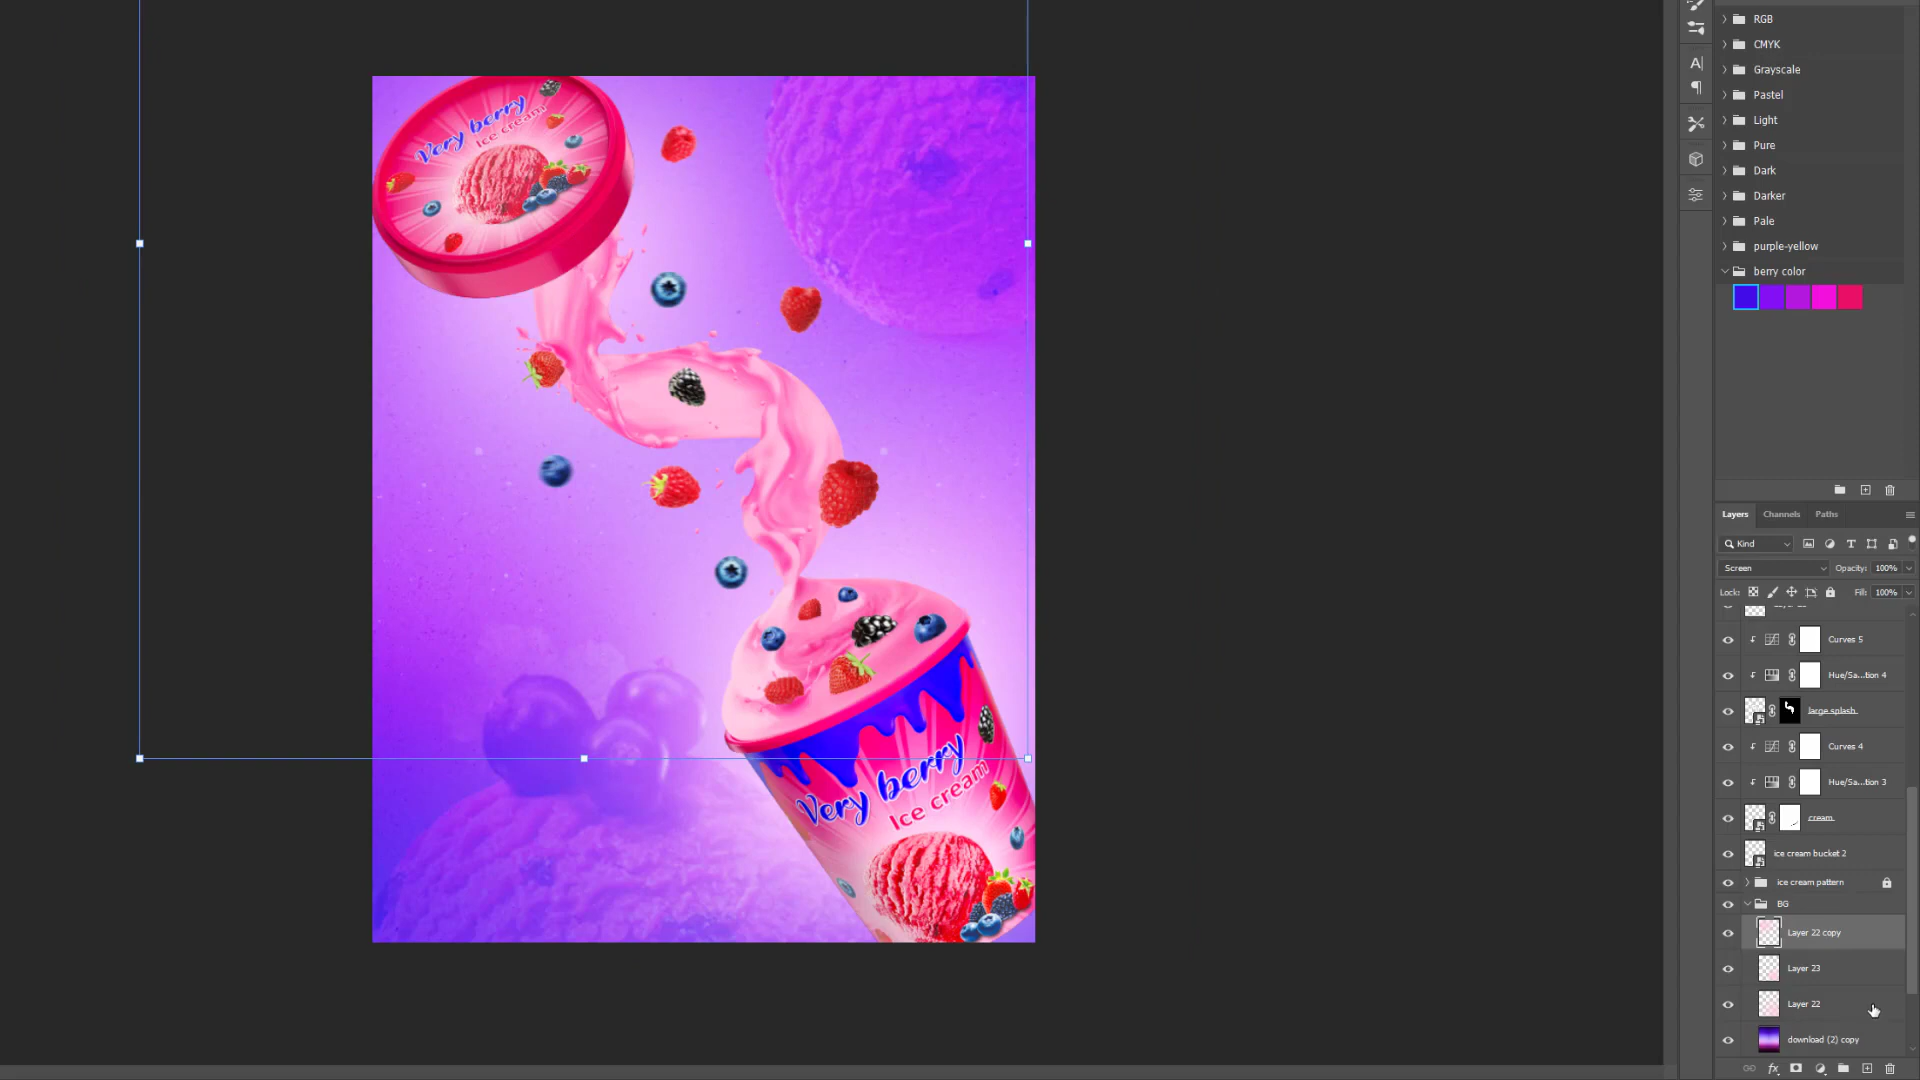 RGB
CMYK
Grayscale
Pastel
Light
Pure
Dark
Darker
Pale
purple-yellow
berry color
Very berry
Ice cream
Very berry
Ice cream
Layers Channels Paths
Kind
Screen Opacity: 100%
Lock: Fill: 100%
Curves 5
Hue/Sa...tion 4
large splash
Curves 4
Hue/Sa...tion 3
cream
ice cream bucket 2
ice cream pattern
BG
Layer 22 copy
Layer 23
Layer 22
download (2) copy
fx